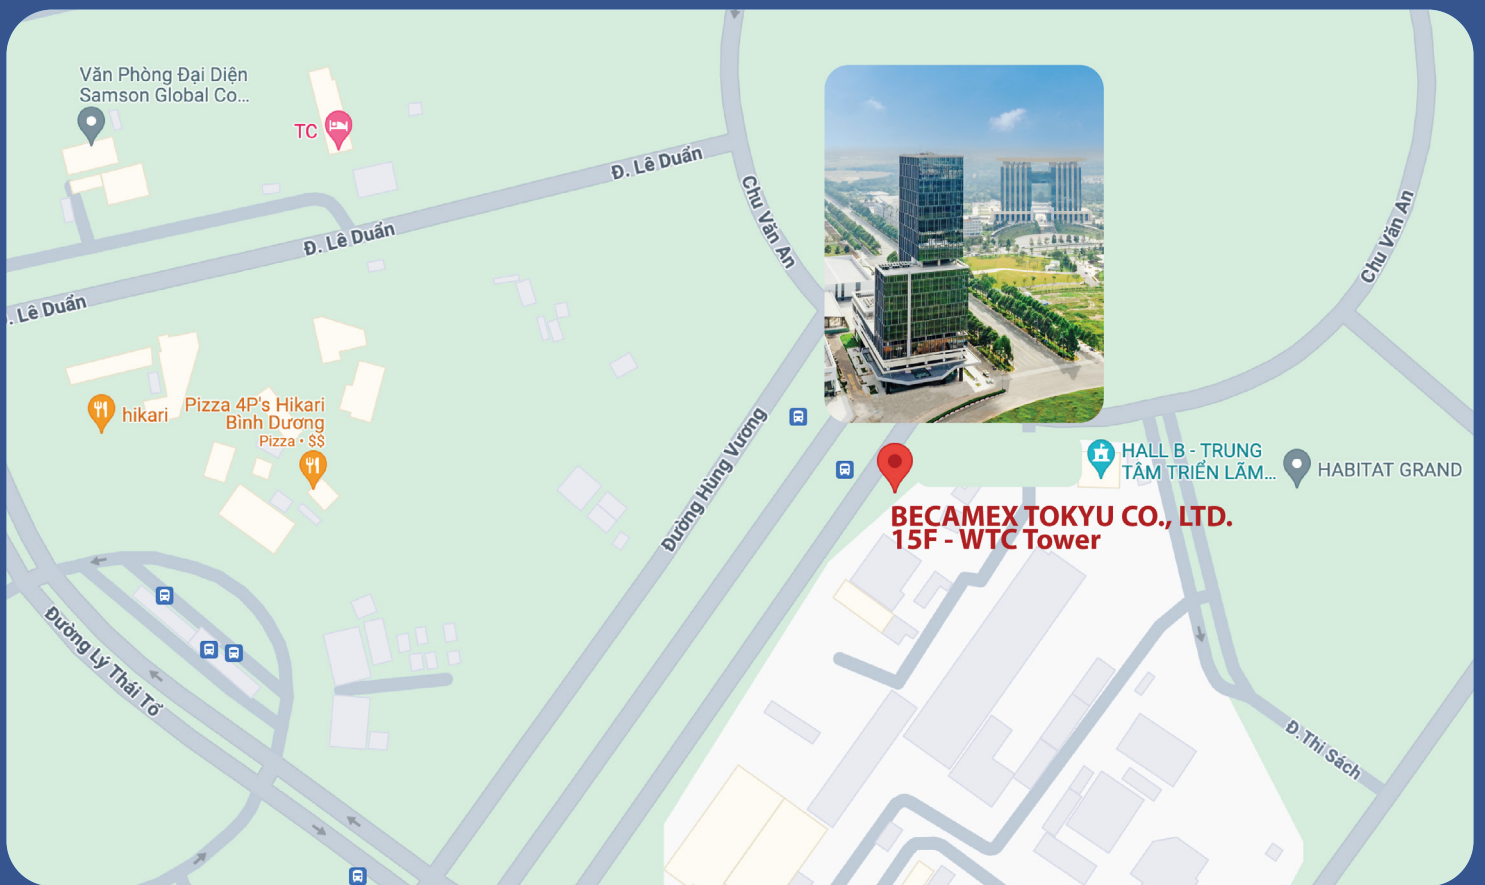 Văn Phòng Đại Diện
Samson Global Co...
TC
Đ. Lê Duẩn
Chu Văn An
Chu Văn An
Đ. Lê Duẩn
. Lê Duẩn
hikari
Pizza 4P's Hikari
Bình Dương
Pizza • $$
Đường Hùng Vương
HALL B - TRUNG
TÂM TRIỂN LÃM...
HABITAT GRAND
BECAMEX TOKYU CO., LTD.
15F - WTC Tower
Đường Lý Thái Tổ
Đ. Thi Sách